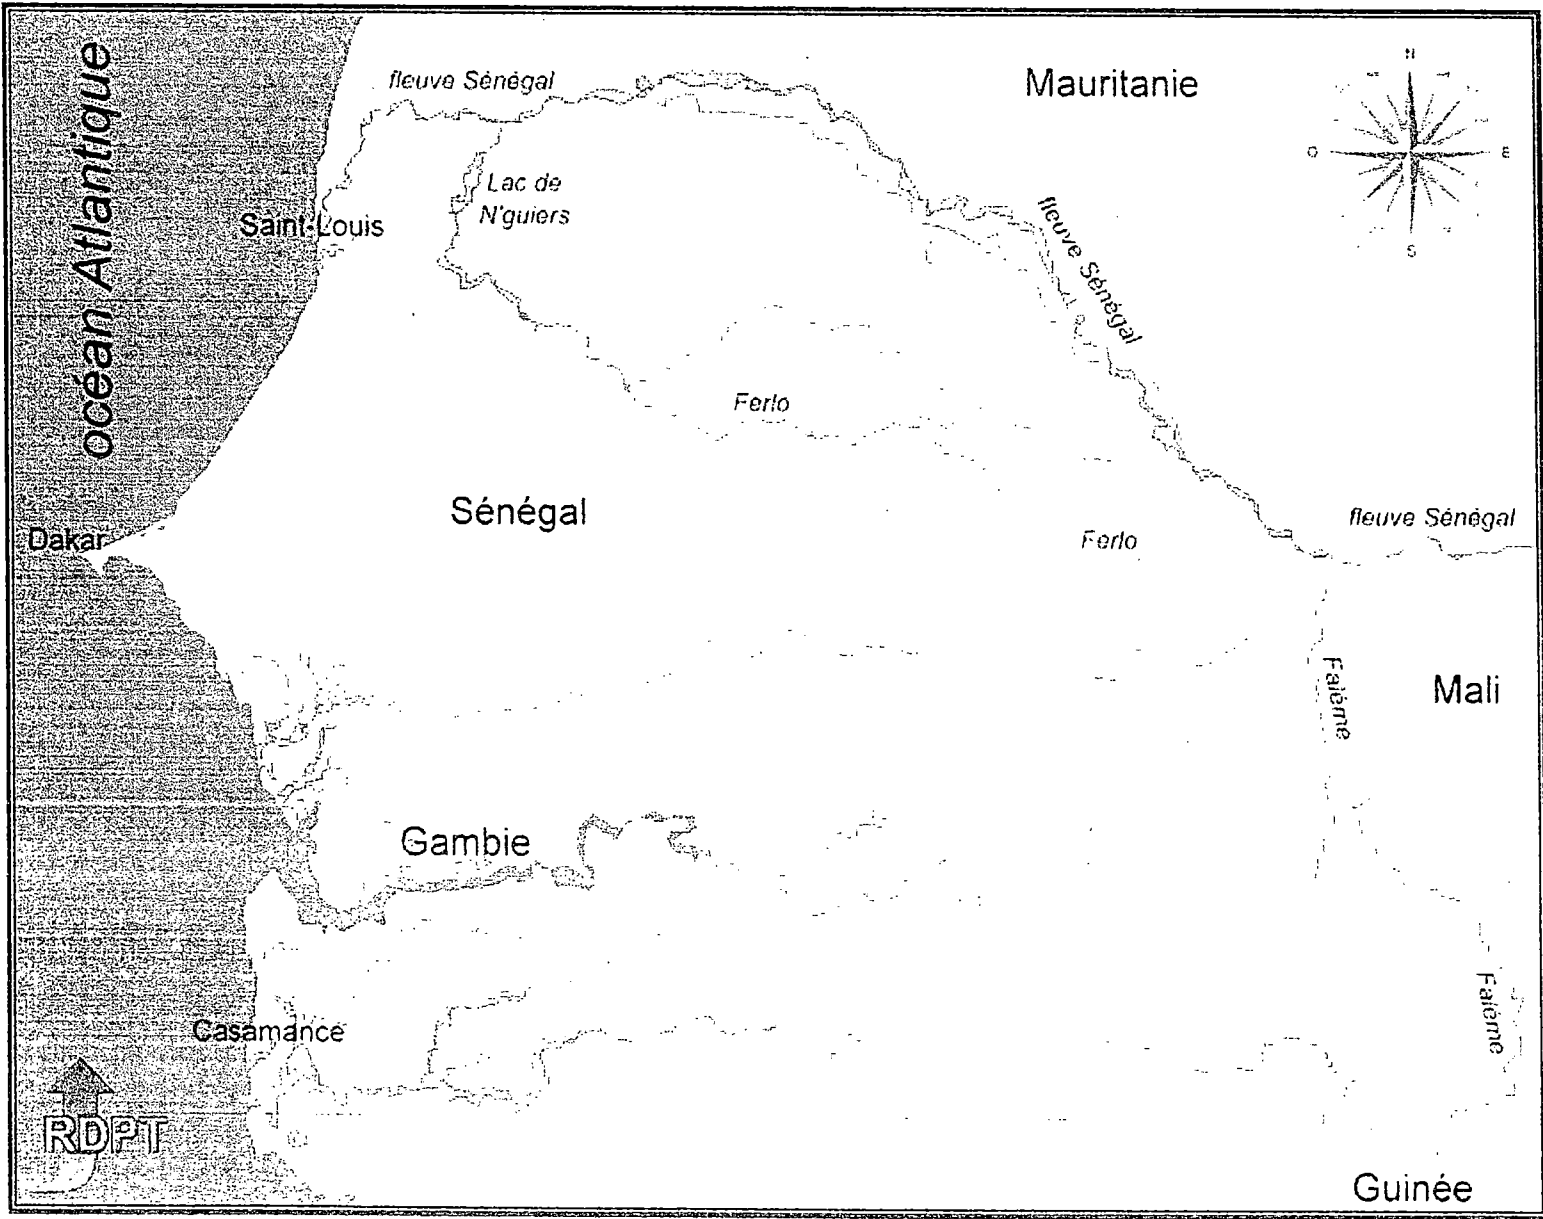 océan Atlantique
fleuve Sénégal
Mauritanie
N
O
E
S
Lac de
N'guiers
Saint-Louis
fleuve Sénégal
Ferlo
Sénégal
fleuve Sénégal
Dakar
Ferlo
Falémé
Mali
Gambie
Falémé
Casamance
RDPT
Guinée